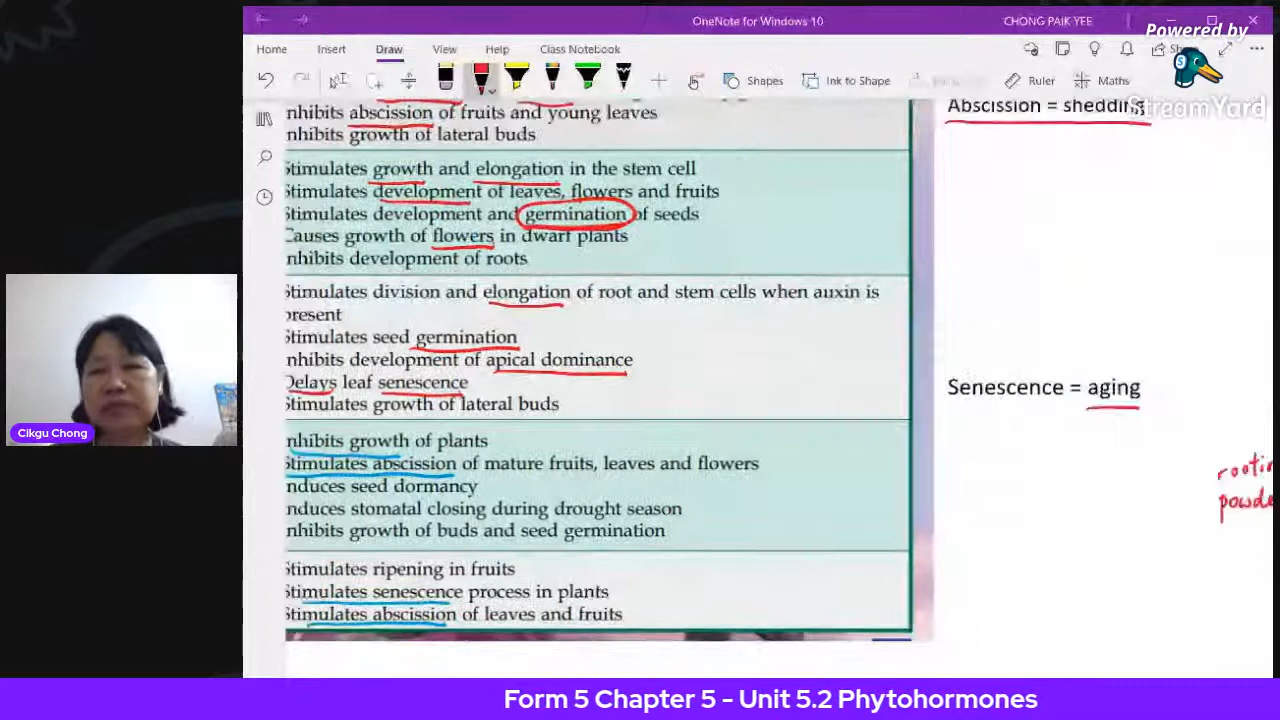 OneNote for Windows 10
CHONG PAIK YEE
Powered by
StreamYard
Home Insert Draw View Help Class Notebook
Shapes Ink to Shape Ruler Maths
nhibits abscission of fruits and young leaves
nhibits growth of lateral buds
Abscission = shedding
Stimulates growth and elongation in the stem cell
Stimulates development of leaves, flowers and fruits
Stimulates development and germination of seeds
Causes growth of flowers in dwarf plants
nhibits development of roots
Stimulates division and elongation of root and stem cells when auxin is
present
Stimulates seed germination
nhibits development of apical dominance
Delays leaf senescence
Stimulates growth of lateral buds
Senescence = aging
nhibits growth of plants
Stimulates abscission of mature fruits, leaves and flowers
nduces seed dormancy
nduces stomatal closing during drought season
nhibits growth of buds and seed germination
rootin
powde
Stimulates ripening in fruits
Stimulates senescence process in plants
Stimulates abscission of leaves and fruits
Cikgu Chong
Form 5 Chapter 5 - Unit 5.2 Phytohormones